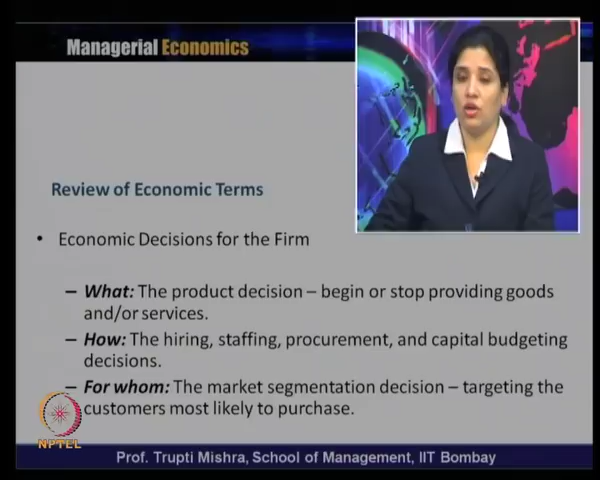 Managerial Economics
Review of Economic Terms
• Economic Decisions for the Firm
– What: The product decision – begin or stop providing goods
and/or services.
– How: The hiring, staffing, procurement, and capital budgeting
decisions.
– For whom: The market segmentation decision – targeting the
customers most likely to purchase.
NPTEL
Prof. Trupti Mishra, School of Management, IIT Bombay